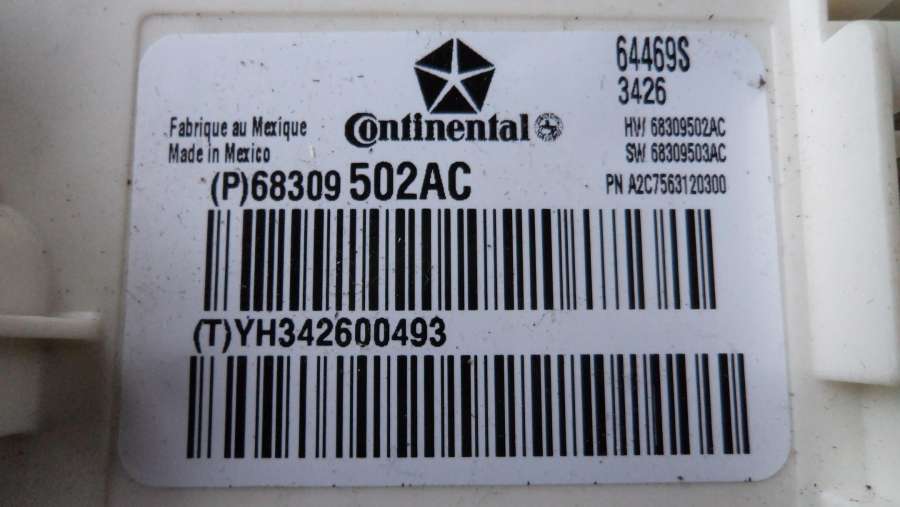 64469S
3426
Continental
Fabrique au Mexique
Made in Mexico
HW 68309502AC
SW 68309503AC
PN A2C7563120300
(P)68309 502AC
(T)YH342600493